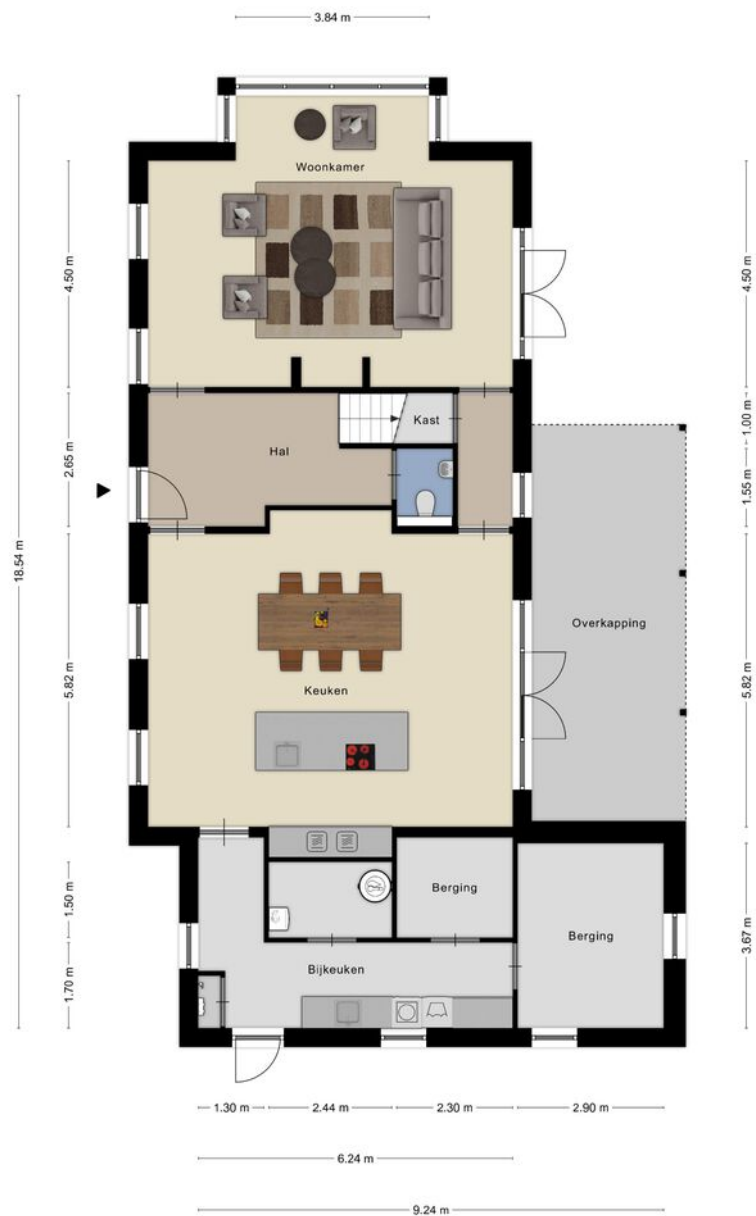 3.84 m
Woonkamer
4.50 m
4.50 m
Kast
1.00 m
Hal
2.65 m
1.55 m
18.54 m
Overkapping
5.82 m
5.82 m
Keuken
Berging
1.50 m
Berging
3.67 m
Bijkeuken
1.70 m
1.30 m
2.44 m
2.30 m
2.90 m
6.24 m
9.24 m